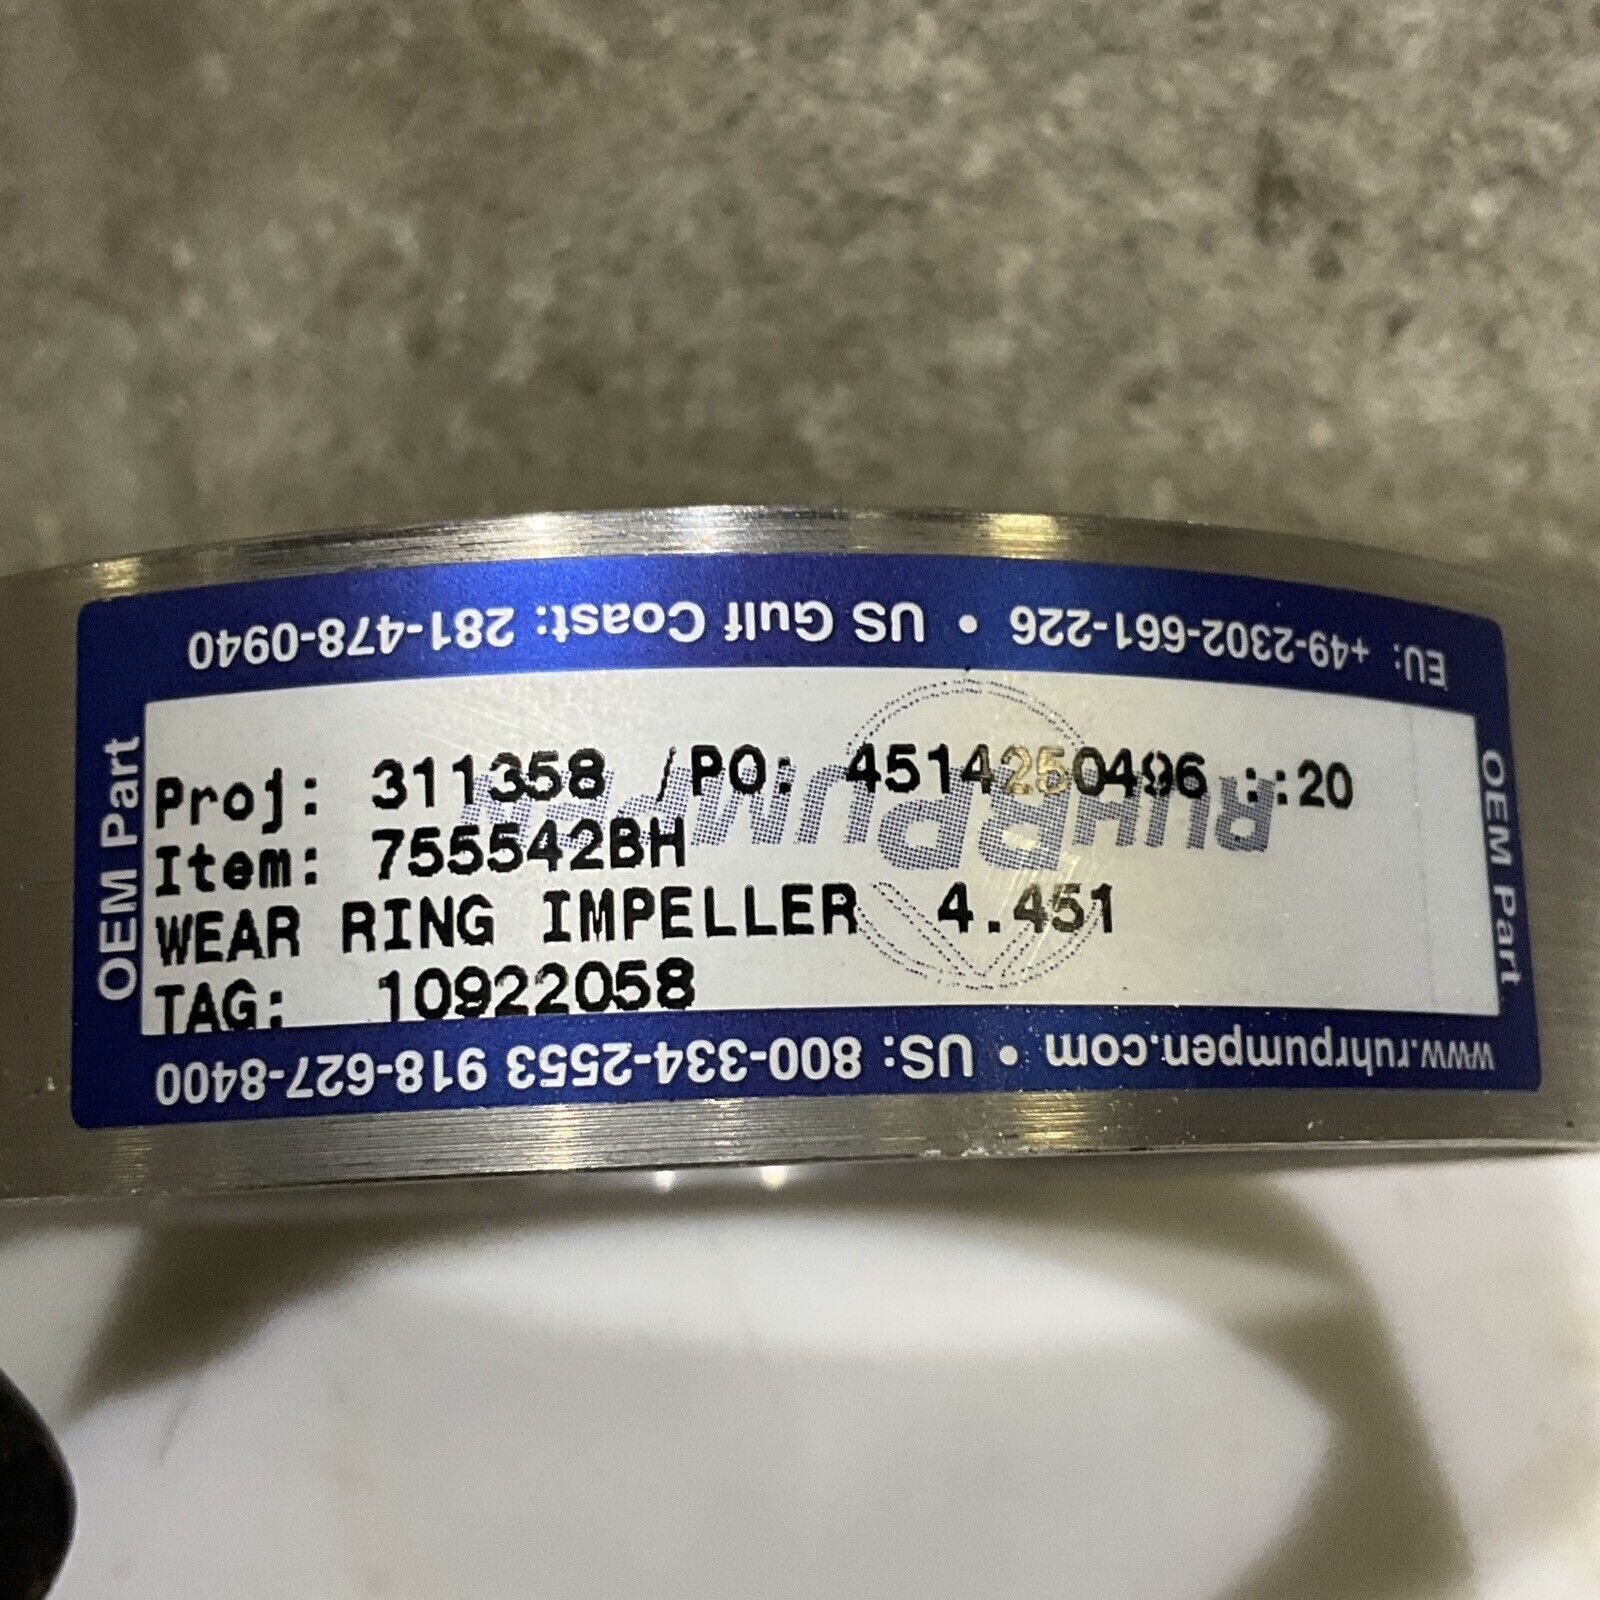 EU: +49-2302-661-226 • US Gulf Coast: 281-478-0940
OEM Part
Proj: 311358 /PO: 4514250496 ::20
Item: 755542BH
WEAR RING IMPELLER 4.451
TAG: 10922058
RUHRPUMPEN
OEM Part
www.ruhrpumpen.com • US: 800-334-2553 918-627-8400